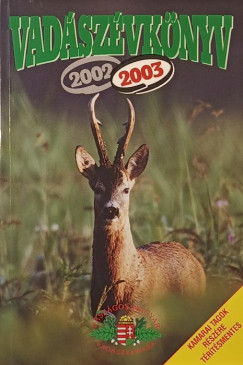 VADÁSZÉVKÖNYV
2002
2003
KAMARAI TAGOK
RÉSZÉRE
TÉRÍTÉSMENTES